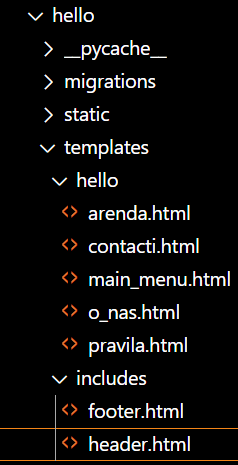 hello
__pycache__
migrations
static
templates
hello
arenda.html
contacti.html
main_menu.html
o_nas.html
pravila.html
includes
footer.html
header.html